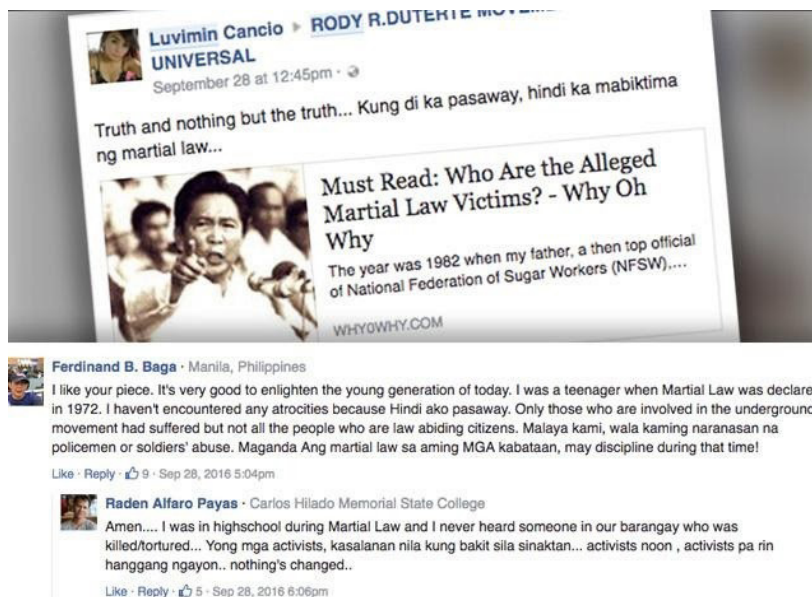 Luvimin Cancio ▸ RODY R.DUTERTE MOVEMENT
UNIVERSAL
September 28 at 12:45pm ·
Truth and nothing but the truth... Kung di ka pasaway, hindi ka mabiktima
ng martial law...
Must Read: Who Are the Alleged
Martial Law Victims? - Why Oh
Why
The year was 1982 when my father, a then top official
of National Federation of Sugar Workers (NFSW),...
WHY0WHY.COM
Ferdinand B. Baga · Manila, Philippines
I like your piece. It's very good to enlighten the young generation of today. I was a teenager when Martial Law was declare
in 1972. I haven't encountered any atrocities because Hindi ako pasaway. Only those who are involved in the underground
movement had suffered but not all the people who are law abiding citizens. Malaya kami, wala kaming naranasan na
policemen or soldiers' abuse. Maganda Ang martial law sa aming MGA kabataan, may discipline during that time!
Like · Reply · 9 · Sep 28, 2016 5:04pm
Raden Alfaro Payas · Carlos Hilado Memorial State College
Amen.... I was in highschool during Martial Law and I never heard someone in our barangay who was
killed/tortured... Yong mga activists, kasalanan nila kung bakit sila sinaktan... activists noon , activists pa rin
hanggang ngayon.. nothing's changed..
Like · Reply · 5 · Sep 28, 2016 6:06pm